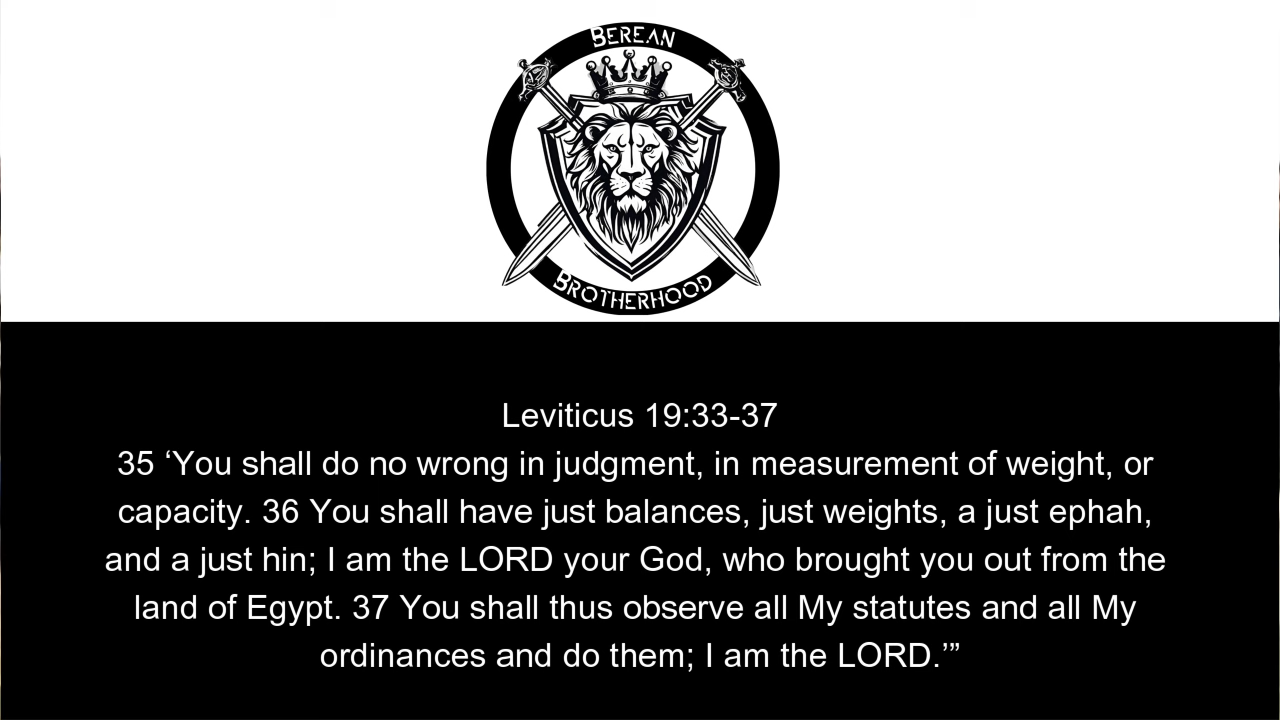 BEREAN
BROTHERHOOD
Leviticus 19:33-37
35 ‘You shall do no wrong in judgment, in measurement of weight, or
capacity. 36 You shall have just balances, just weights, a just ephah,
and a just hin; I am the LORD your God, who brought you out from the
land of Egypt. 37 You shall thus observe all My statutes and all My
ordinances and do them; I am the LORD.’”